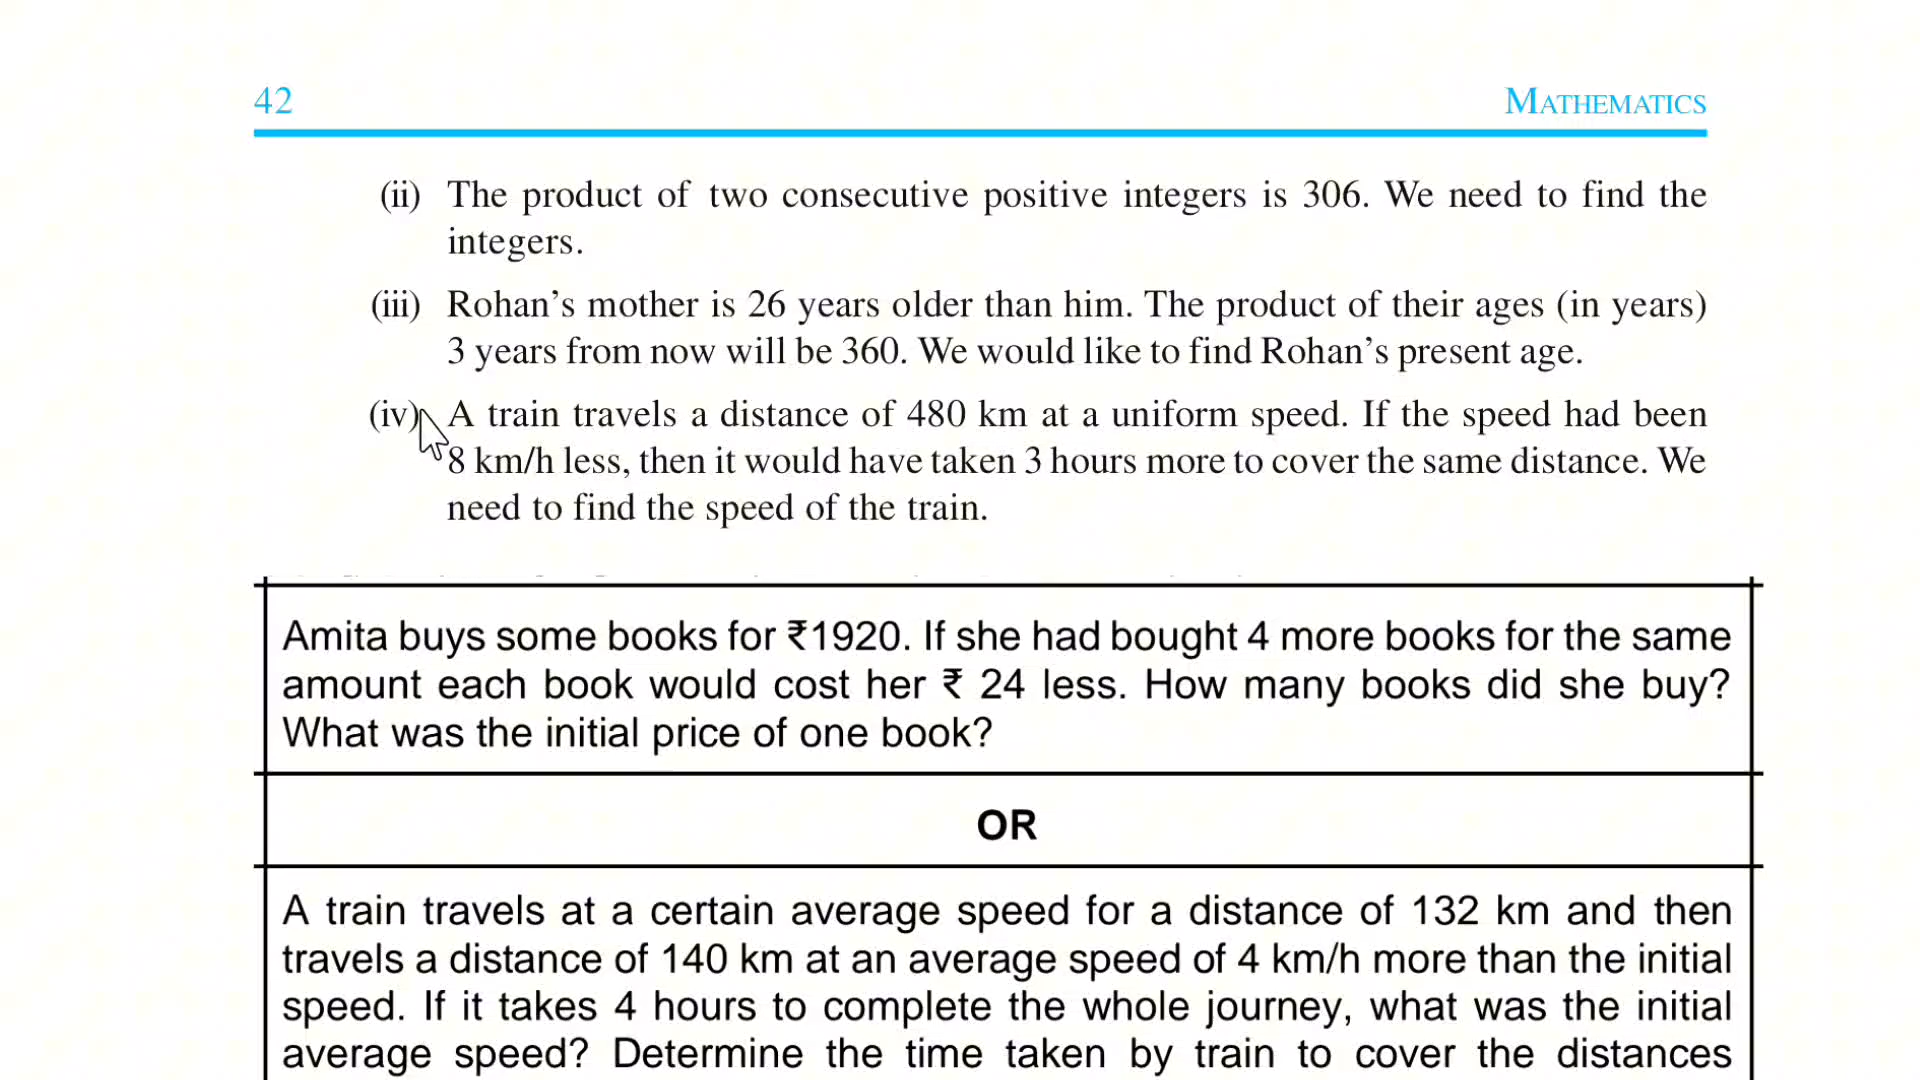 42
MATHEMATICS
(ii) The product of two consecutive positive integers is 306. We need to find the
integers.
(iii) Rohan’s mother is 26 years older than him. The product of their ages (in years)
3 years from now will be 360. We would like to find Rohan’s present age.
(iv) A train travels a distance of 480 km at a uniform speed. If the speed had been
8 km/h less, then it would have taken 3 hours more to cover the same distance. We
need to find the speed of the train.
Amita buys some books for ₹1920. If she had bought 4 more books for the same
amount each book would cost her ₹ 24 less. How many books did she buy?
What was the initial price of one book?
OR
A train travels at a certain average speed for a distance of 132 km and then
travels a distance of 140 km at an average speed of 4 km/h more than the initial
speed. If it takes 4 hours to complete the whole journey, what was the initial
average speed? Determine the time taken by train to cover the distances